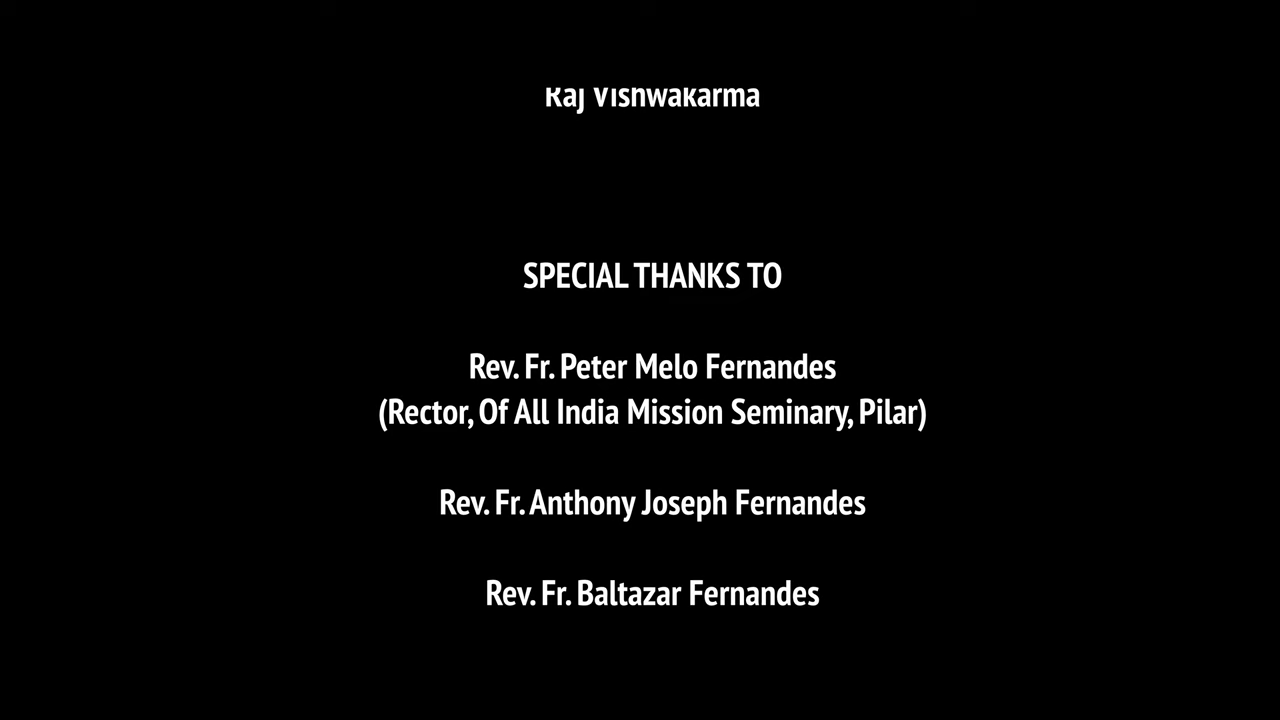 Raj Vishwakarma
SPECIAL THANKS TO
Rev. Fr. Peter Melo Fernandes
(Rector, Of All India Mission Seminary, Pilar)
Rev. Fr. Anthony Joseph Fernandes
Rev. Fr. Baltazar Fernandes